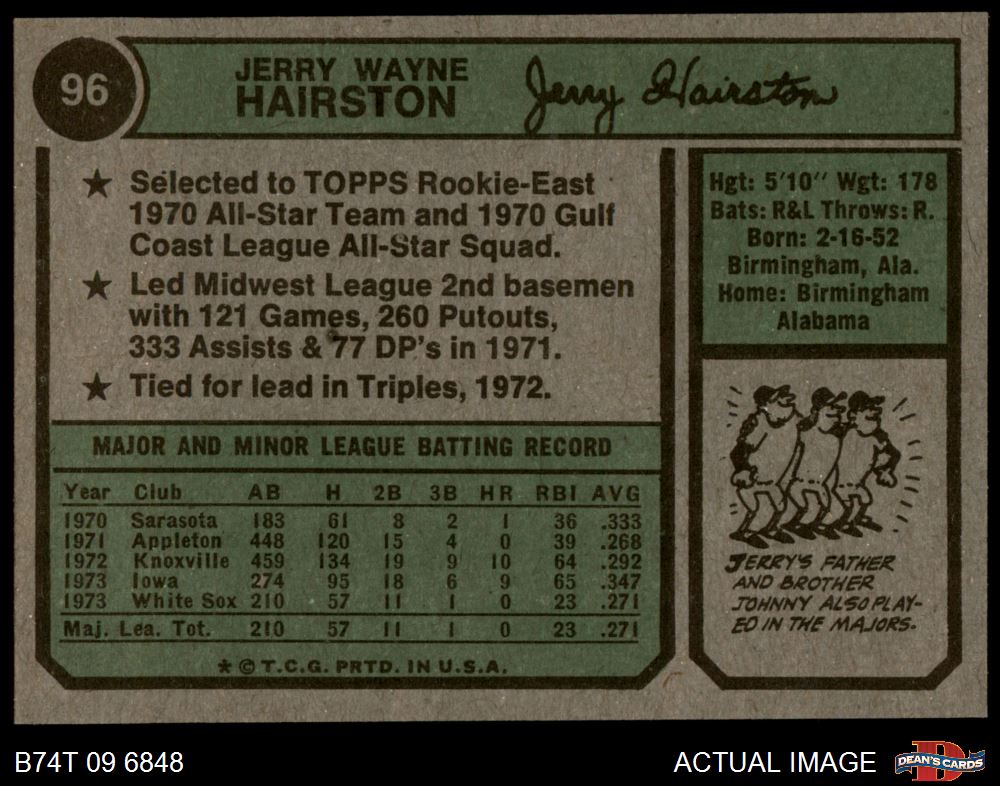 96
JERRY WAYNE
HAIRSTON
Jerry Hairston
★ Selected to TOPPS Rookie-East
1970 All-Star Team and 1970 Gulf
Coast League All-Star Squad.
★ Led Midwest League 2nd basemen
with 121 Games, 260 Putouts,
333 Assists & 77 DP's in 1971.
★ Tied for lead in Triples, 1972.
MAJOR AND MINOR LEAGUE BATTING RECORD
Year Club AB H 2B 3B HR RBI AVG
1970 Sarasota 183 61 8 2 1 36 .333
1971 Appleton 448 120 15 4 0 39 .268
1972 Knoxville 459 134 19 9 10 64 .292
1973 Iowa 274 95 18 6 9 65 .347
1973 White Sox 210 57 11 1 0 23 .271
Maj. Lea. Tot. 210 57 11 1 0 23 .271
★ © T.C.G. PRTD. IN U.S.A.
Hgt: 5'10" Wgt: 178
Bats: R&L Throws: R.
Born: 2-16-52
Birmingham, Ala.
Home: Birmingham
Alabama
JERRY'S FATHER
AND BROTHER
JOHNNY ALSO PLAY-
ED IN THE MAJORS.
B74T 09 6848
ACTUAL IMAGE
D
DEAN'S CARDS